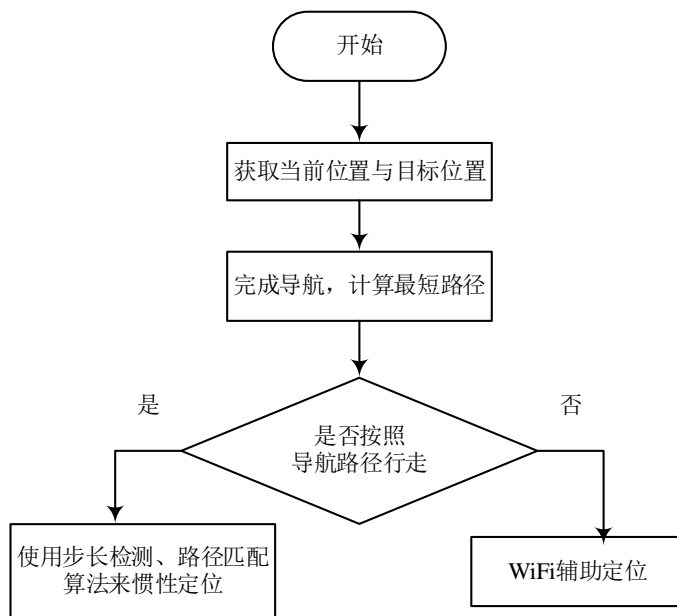 开始
获取当前位置与目标位置
完成导航，计算最短路径
是
否
是否按照
导航路径行走
使用步长检测、路径匹配
算法来惯性定位
WiFi辅助定位